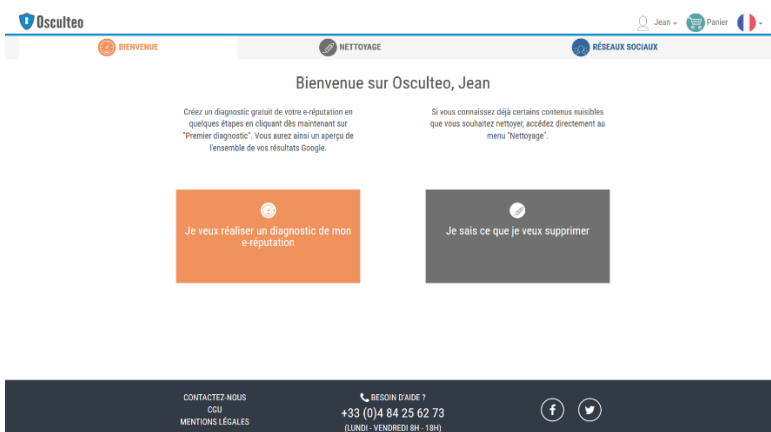 Osculteo
Jean
Panier
BIENVENUE
NETTOYAGE
RÉSEAUX SOCIAUX
Bienvenue sur Osculteo, Jean
Créez un diagnostic gratuit de votre e-réputation en
quelques étapes en cliquant dès maintenant sur
"Premier diagnostic". Vous aurez ainsi un aperçu de
l'ensemble de vos résultats Google.
Si vous connaissez déjà certains contenus nuisibles
que vous souhaitez nettoyer, accédez directement au
menu "Nettoyage".
Je veux réaliser un diagnostic de mon
e-réputation
Je sais ce que je veux supprimer
CONTACTEZ-NOUS
CGU
MENTIONS LÉGALES
BESOIN D'AIDE ?
+33 (0)4 84 25 62 73
(LUNDI - VENDREDI 8H - 18H)